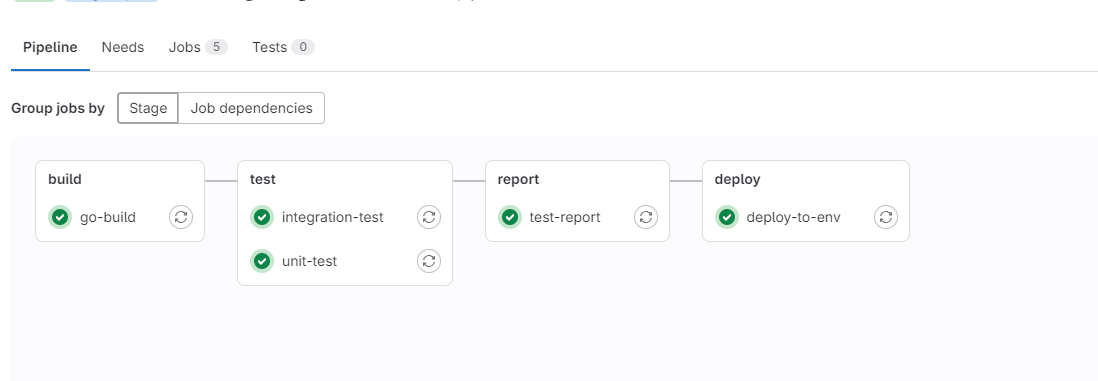 Pipeline Needs Jobs 5 Tests 0
Group jobs by Stage Job dependencies
build test report deploy
go-build integration-test test-report deploy-to-env
unit-test